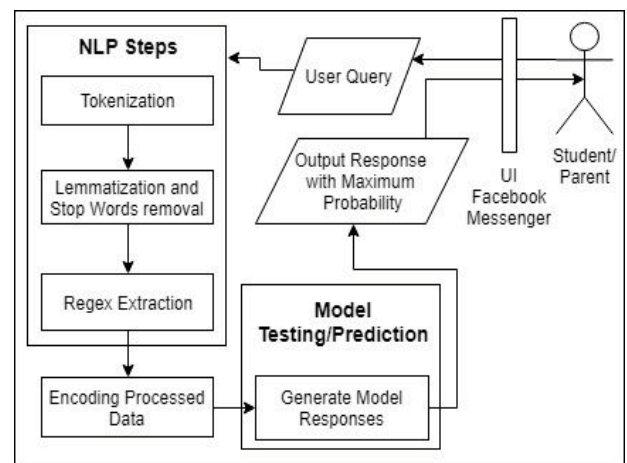 NLP Steps
Tokenization
Lemmatization and
Stop Words removal
Regex Extraction
Encoding Processed
Data
User Query
Output Response
with Maximum
Probability
Model
Testing/Prediction
Generate Model
Responses
UI
Facebook
Messenger
Student/
Parent